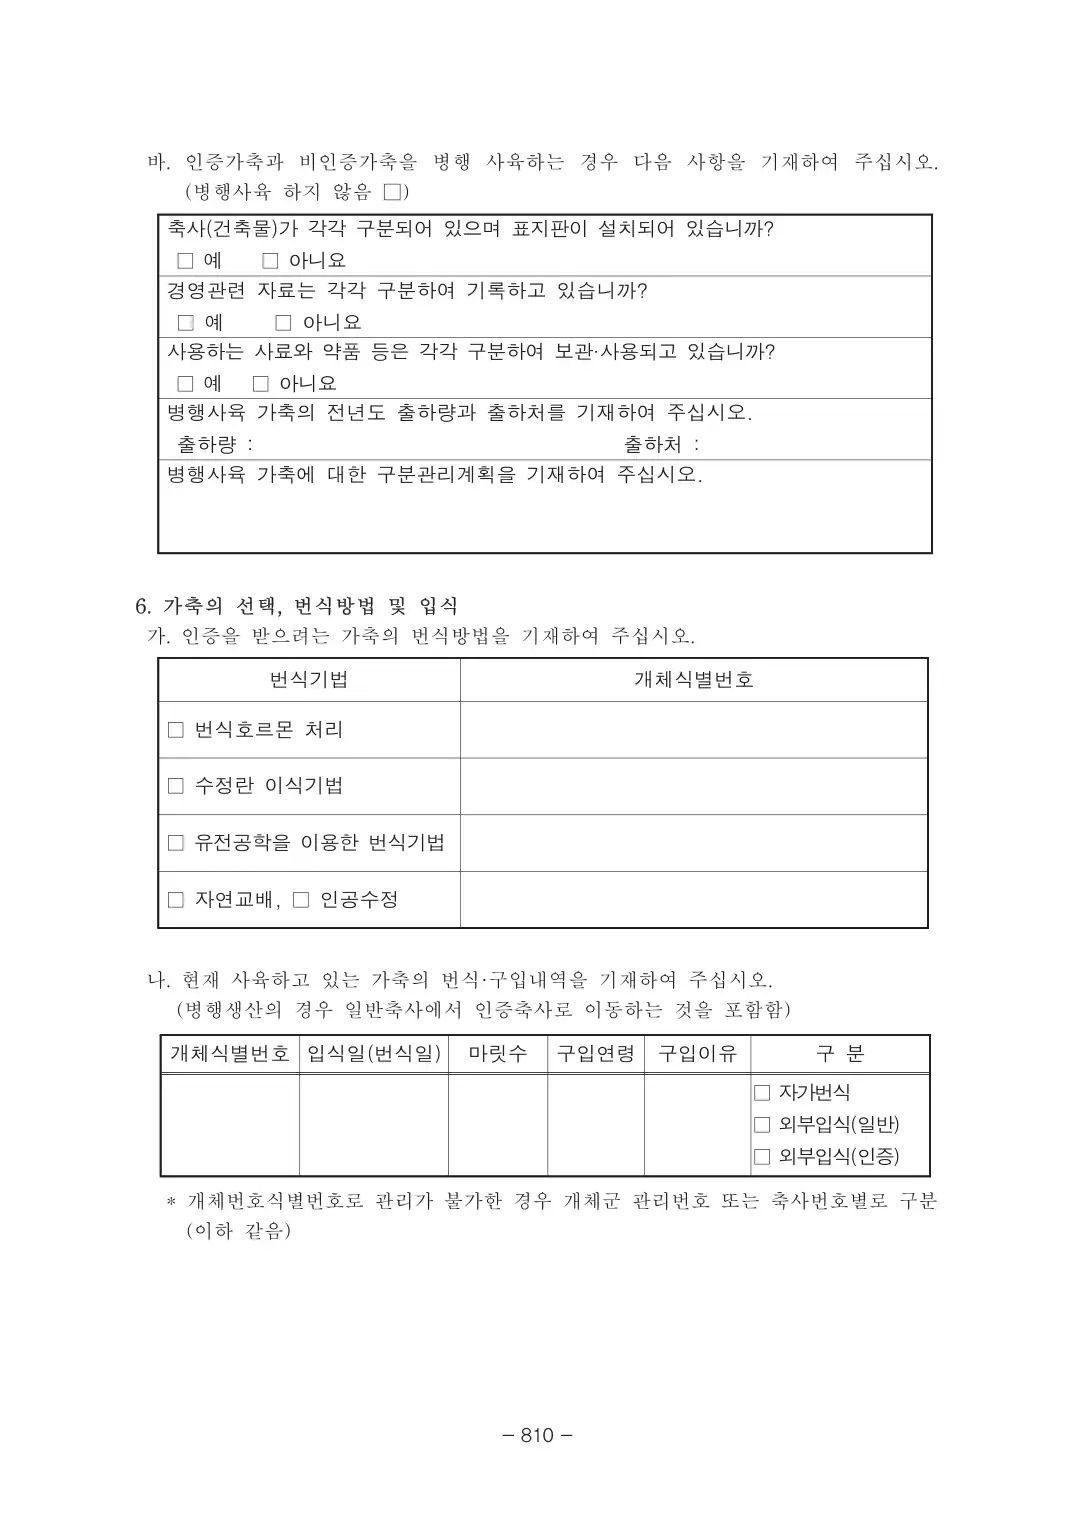 바. 인증가축과 비인증가축을 병행 사육하는 경우 다음 사항을 기재하여 주십시오.
(병행사육 하지 않음 □)
축사(건축물)가 각각 구분되어 있으며 표지판이 설치되어 있습니까?
□ 예 □ 아니요
경영관련 자료는 각각 구분하여 기록하고 있습니까?
□ 예 □ 아니요
사용하는 사료와 약품 등은 각각 구분하여 보관·사용되고 있습니까?
□ 예 □ 아니요
병행사육 가축의 전년도 출하량과 출하처를 기재하여 주십시오.
출하량 : 출하처 :
병행사육 가축에 대한 구분관리계획을 기재하여 주십시오.
6. 가축의 선택, 번식방법 및 입식
가. 인증을 받으려는 가축의 번식방법을 기재하여 주십시오.
번식기법 개체식별번호
□ 번식호르몬 처리
□ 수정란 이식기법
□ 유전공학을 이용한 번식기법
□ 자연교배, □ 인공수정
나. 현재 사육하고 있는 가축의 번식·구입내역을 기재하여 주십시오.
(병행생산의 경우 일반축사에서 인증축사로 이동하는 것을 포함함)
개체식별번호 입식일(번식일) 마릿수 구입연령 구입이유 구 분
□ 자가번식
□ 외부입식(일반)
□ 외부입식(인증)
* 개체번호식별번호로 관리가 불가한 경우 개체군 관리번호 또는 축사번호별로 구분
(이하 같음)
- 810 -